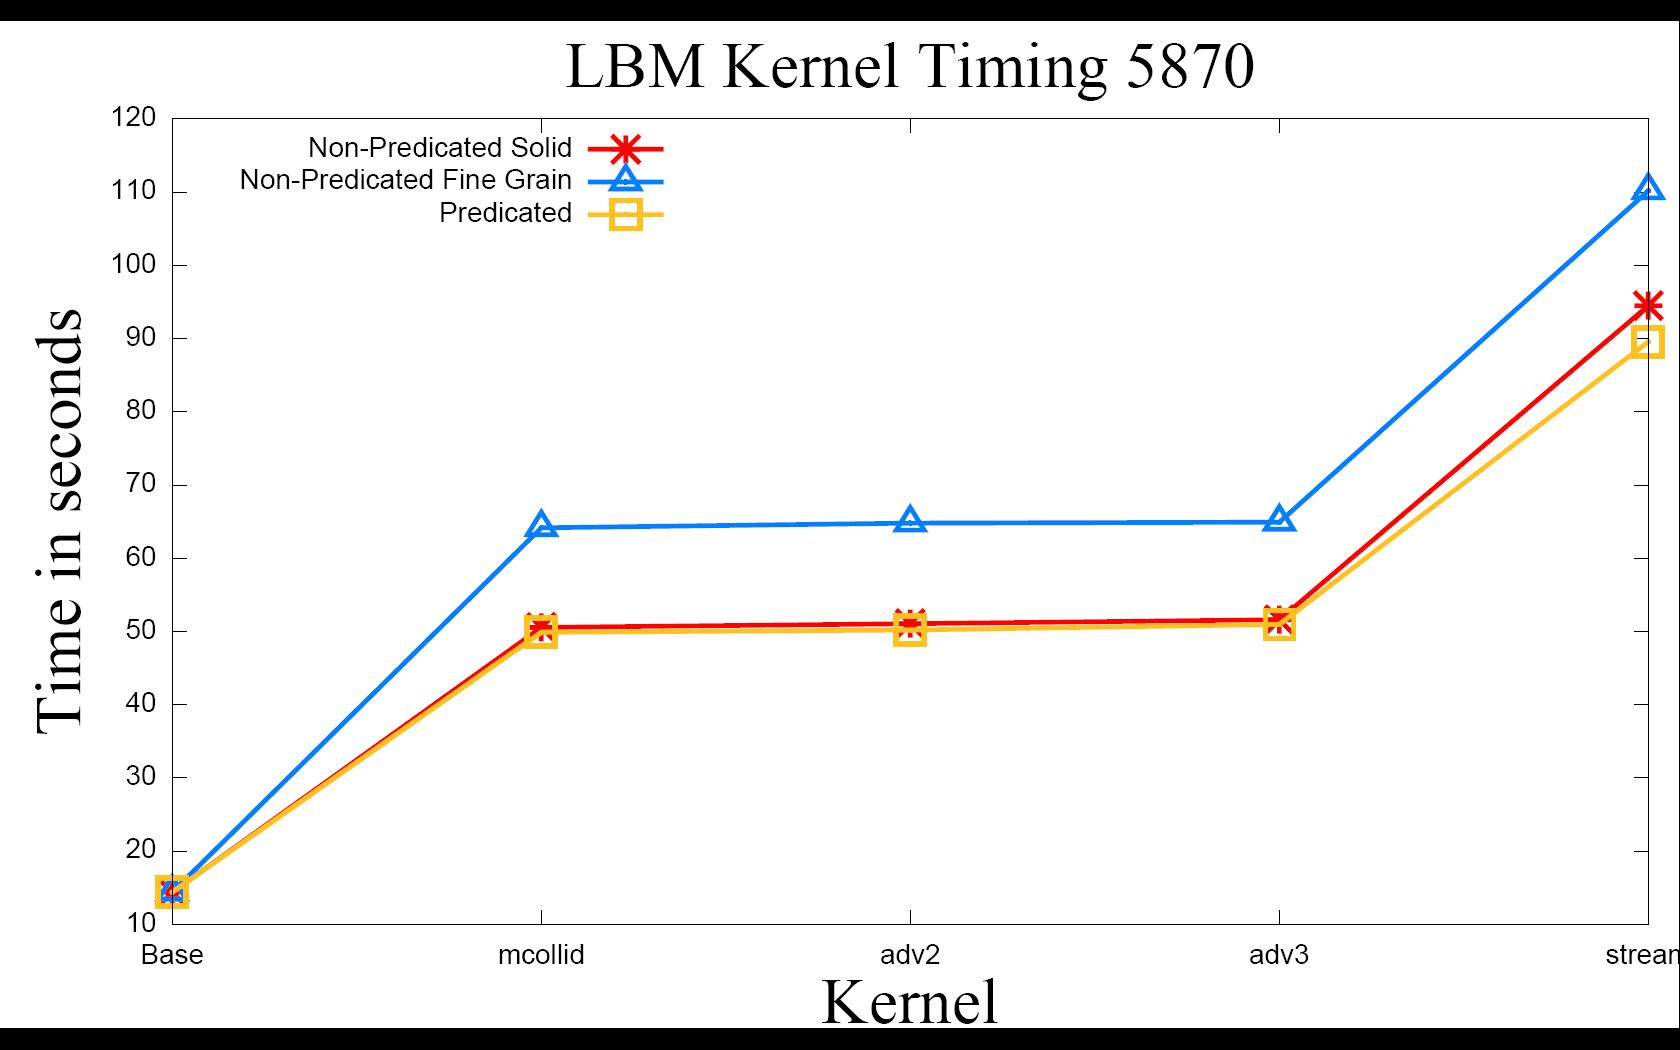 LBM Kernel Timing 5870
Non-Predicated Solid
Non-Predicated Fine Grain
Predicated
Time in seconds
120
110
100
90
80
70
60
50
40
30
20
10
Base mcollid adv2 adv3 stream
Kernel